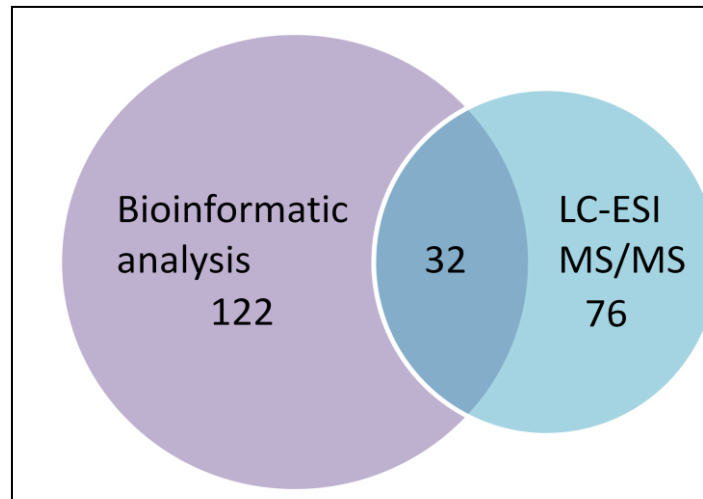 Bioinformatic
analysis
122
32
LC-ESI
MS/MS
76